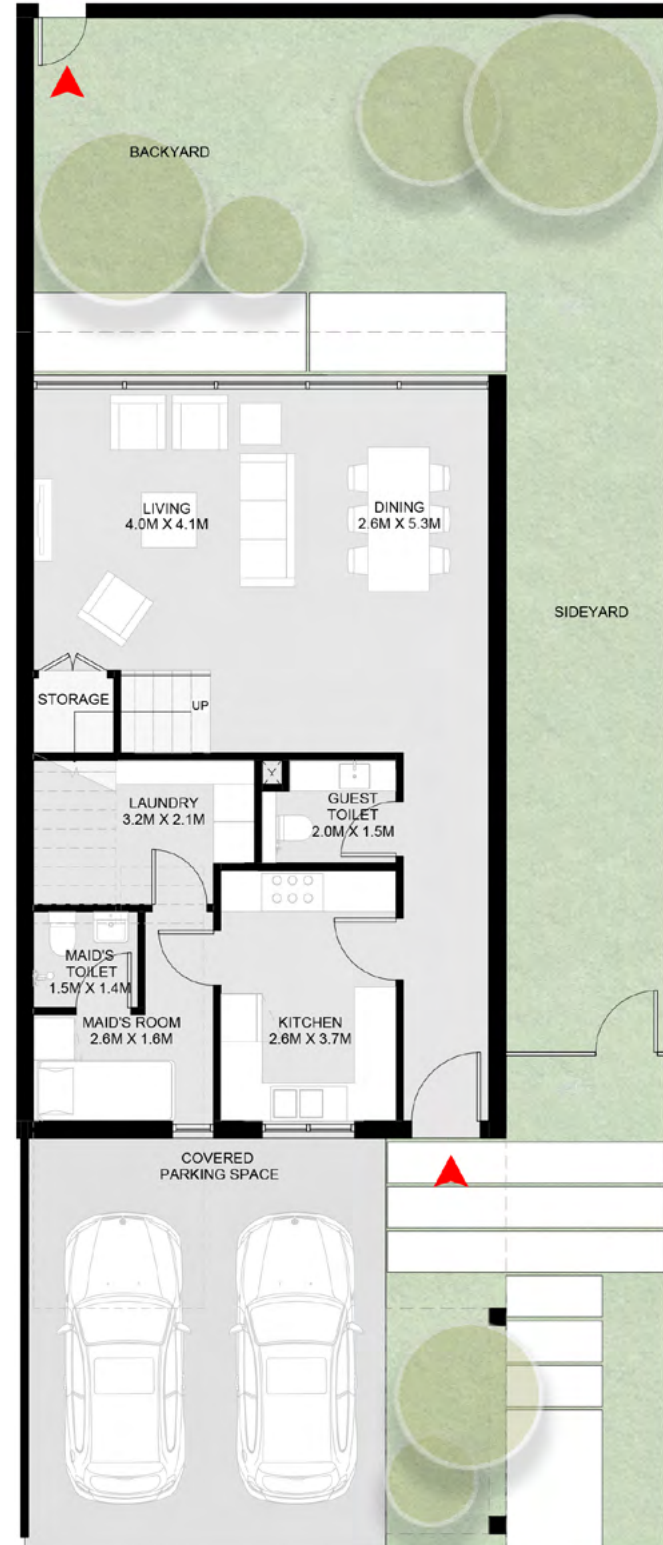 BACKYARD
LIVING
4.0M X 4.1M
DINING
2.6M X 5.3M
SIDEYARD
STORAGE
UP
LAUNDRY
3.2M X 2.1M
GUEST
TOILET
2.0M X 1.5M
MAID'S
TOILET
1.5M X 1.4M
MAID'S ROOM
2.6M X 1.6M
KITCHEN
2.6M X 3.7M
COVERED
PARKING SPACE